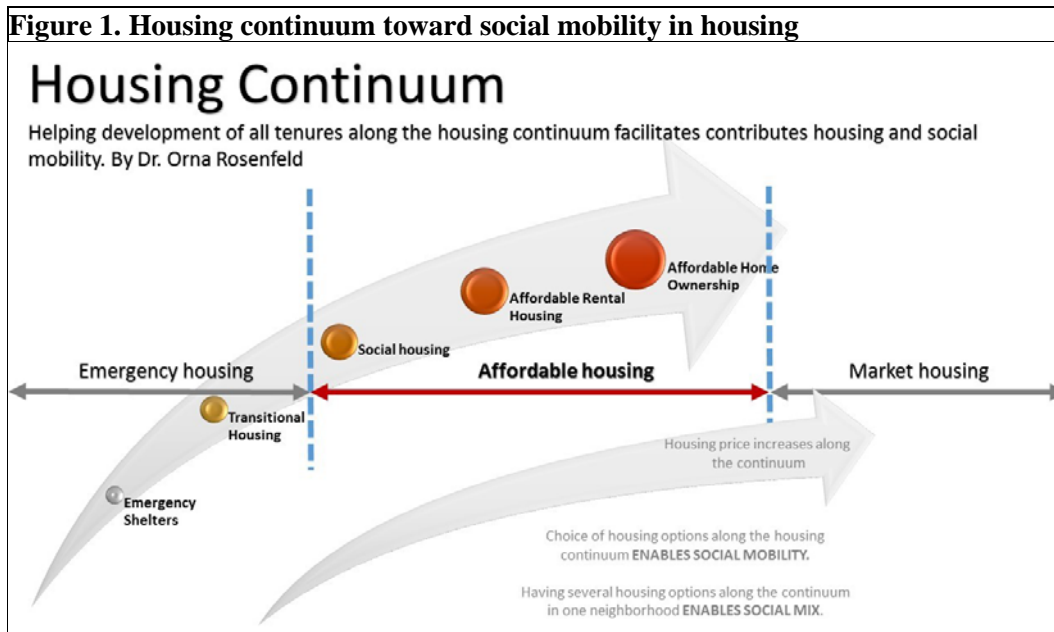 Figure 1. Housing continuum toward social mobility in housing
Housing Continuum
Helping development of all tenures along the housing continuum facilitates contributes housing and social
mobility. By Dr. Orna Rosenfeld
Affordable Home
Ownership
Affordable Rental
Housing
Social housing
Emergency housing
Affordable housing
Market housing
Transitional
Housing
Housing price increases along
the continuum
Emergency
Shelters
Choice of housing options along the housing
continuum ENABLES SOCIAL MOBILITY.
Having several housing options along the continuum
in one neighborhood ENABLES SOCIAL MIX.